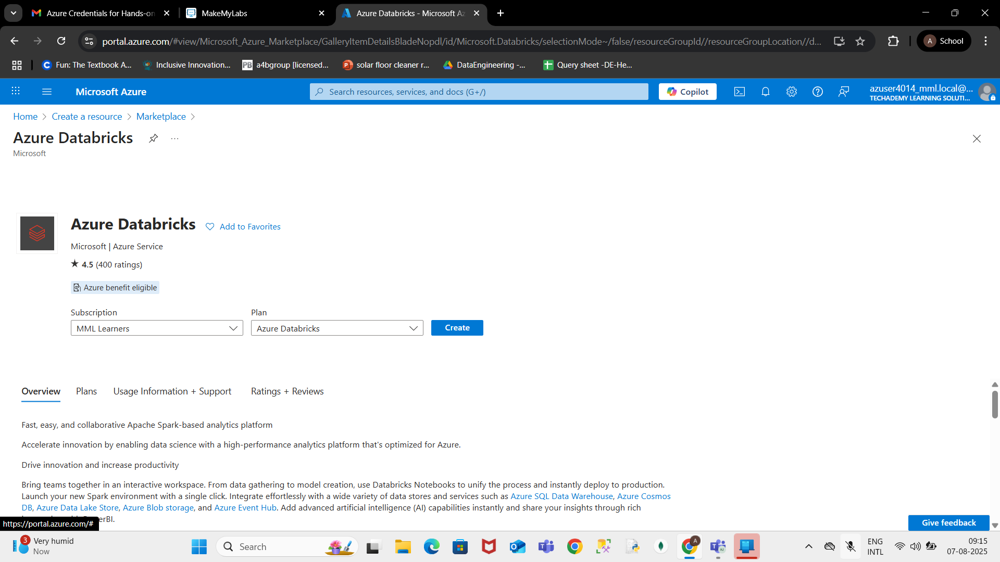 Azure Credentials for Hands-on
MakeMyLabs
Azure Databricks - Microsoft Az
portal.azure.com/#view/Microsoft_Azure_Marketplace/GalleryItemDetailsBladeNopdl/id/Microsoft.Databricks/selectionMode~/false/resourceGroupId//resourceGroupLocation//d...
A School
Fun: The Textbook A...
Inclusive Innovation...
PB a4bgroup [licensed...
solar floor cleaner r...
DataEngineering -...
Query sheet -DE-He...
Microsoft Azure
Search resources, services, and docs (G+/)
Copilot
azuser4014_mml.local@...
TECHADEMY LEARNING SOLUTI...
Home > Create a resource > Marketplace >
Azure Databricks ...
Microsoft
Azure Databricks
Add to Favorites
Microsoft | Azure Service
★ 4.5 (400 ratings)
Azure benefit eligible
Subscription Plan
MML Learners Azure Databricks Create
Overview Plans Usage Information + Support Ratings + Reviews
Fast, easy, and collaborative Apache Spark-based analytics platform
Accelerate innovation by enabling data science with a high-performance analytics platform that's optimized for Azure.
Drive innovation and increase productivity
Bring teams together in an interactive workspace. From data gathering to model creation, use Databricks Notebooks to unify the process and instantly deploy to production.
Launch your new Spark environment with a single click. Integrate effortlessly with a wide variety of data stores and services such as Azure SQL Data Warehouse, Azure Cosmos
DB, Azure Data Lake Store, Azure Blob storage, and Azure Event Hub. Add advanced artificial intelligence (AI) capabilities instantly and share your insights through rich
erBI.
https://portal.azure.com/#
Give feedback
3
Very humid
Now
Search
A
ENG
INTL
09:15
07-08-2025